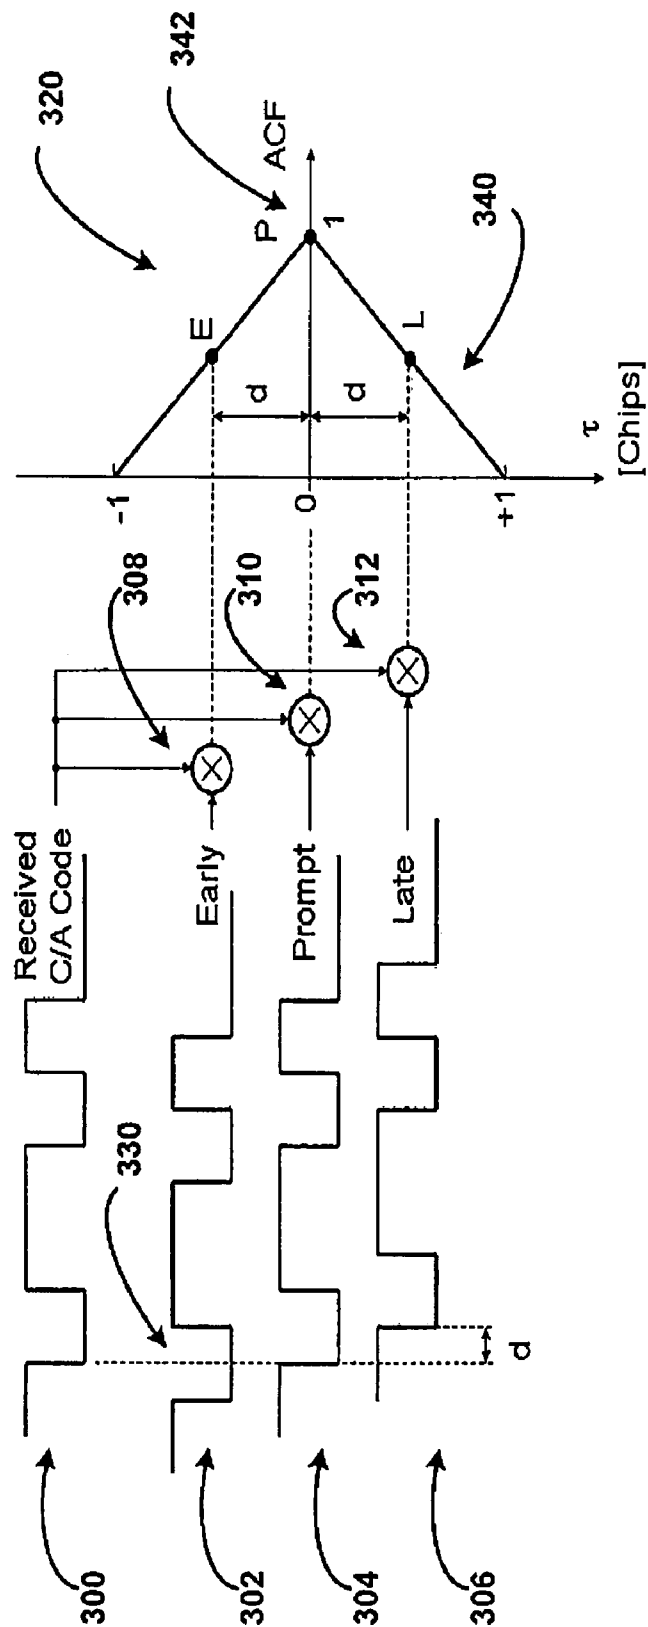 300
302
304
306
330
d
Received
C/A Code
Early
Prompt
Late
308
310
312
320
342
340
ACF
P
1
E
L
d
d
-1
0
+1
τ
[Chips]